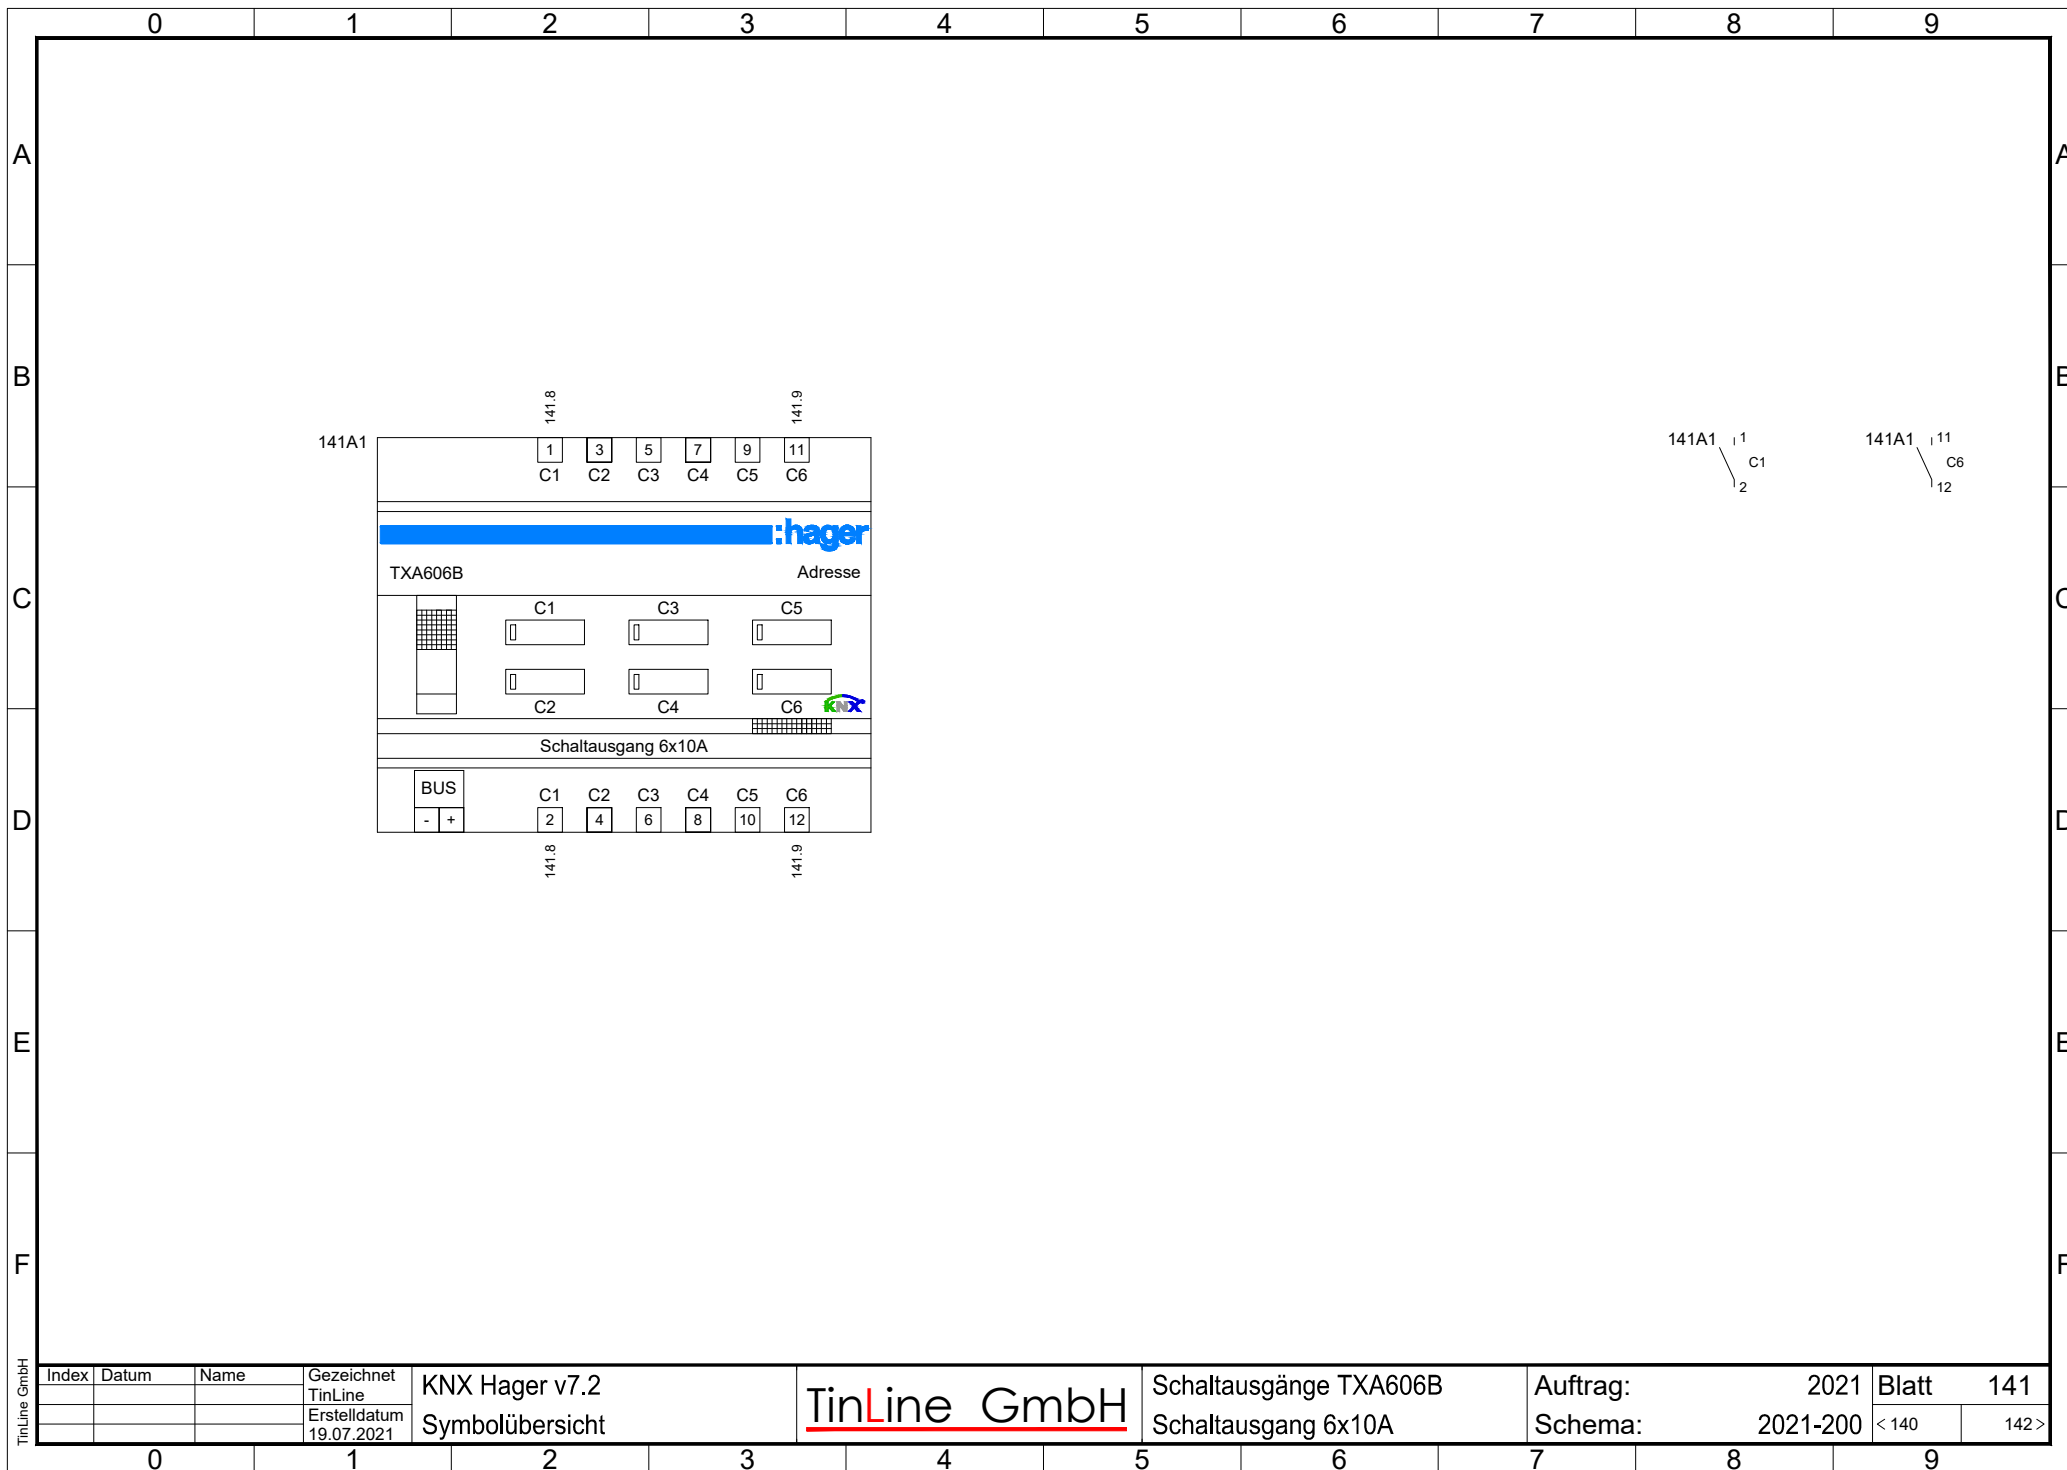 0 1 2 3 4 5 6 7 8 9
A A
B B
141.8 141.9
141A1 1 3 5 7 9 11
C1 C2 C3 C4 C5 C6
141A1 1 141A1 11
C1 C6
2 12
:hager
TXA606B Adresse
C C
C1 C3 C5
C2 C4 C6 KNX
Schaltausgang 6x10A
BUS
C1 C2 C3 C4 C5 C6
- + 2 4 6 8 10 12
D D
141.8 141.9
E E
F F
TinLine GmbH
Index Datum Name Gezeichnet
TinLine
Erstelldatum
19.07.2021
KNX Hager v7.2
Symbolübersicht
TinLine GmbH
Schaltausgänge TXA606B
Schaltausgang 6x10A
Auftrag: 2021
Schema: 2021-200
Blatt 141
< 140 142 >
0 1 2 3 4 5 6 7 8 9